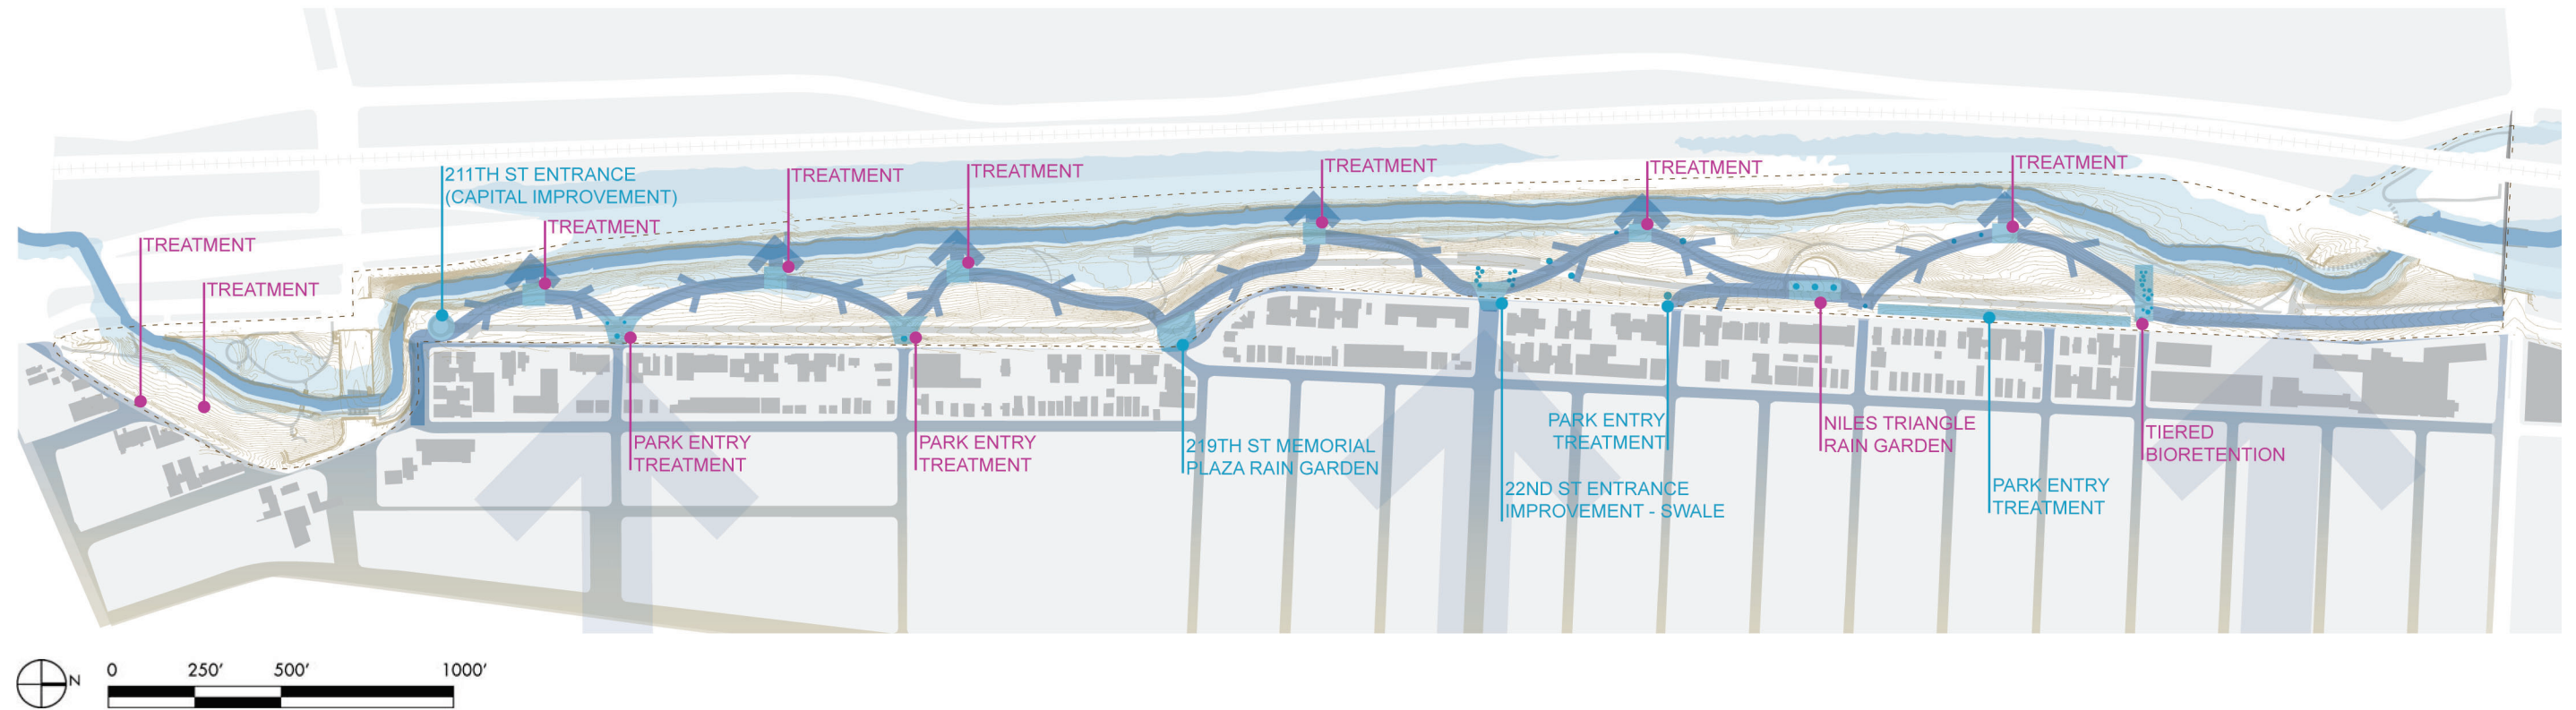 TREATMENT
TREATMENT
211TH ST ENTRANCE
(CAPITAL IMPROVEMENT)
TREATMENT
TREATMENT
TREATMENT
TREATMENT
TREATMENT
TREATMENT
PARK ENTRY
TREATMENT
PARK ENTRY
TREATMENT
219TH ST MEMORIAL
PLAZA RAIN GARDEN
22ND ST ENTRANCE
IMPROVEMENT - SWALE
PARK ENTRY
TREATMENT
NILES TRIANGLE
RAIN GARDEN
PARK ENTRY
TREATMENT
TIERED
BIORETENTION
N
0 250' 500' 1000'